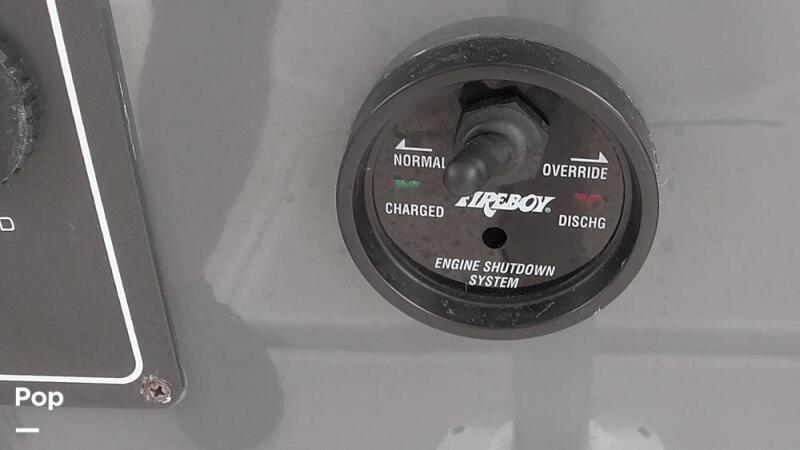 NORMAL
OVERRIDE
FIREBOY®
CHARGED
DISCHG
ENGINE SHUTDOWN
SYSTEM
D
Pop